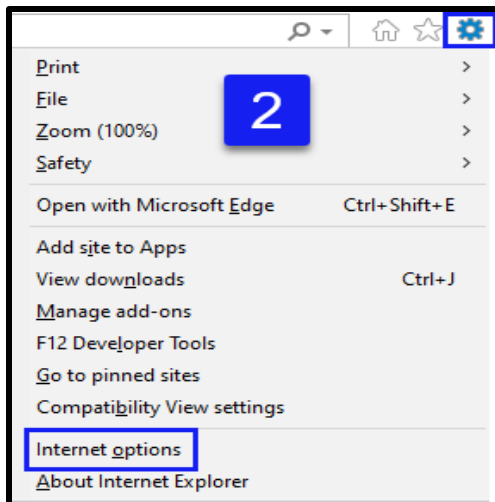 Print
File
2
Zoom (100%)
Safety
Open with Microsoft Edge Ctrl+Shift+E
Add site to Apps
View downloads Ctrl+J
Manage add-ons
F12 Developer Tools
Go to pinned sites
Compatibility View settings
Internet options
About Internet Explorer